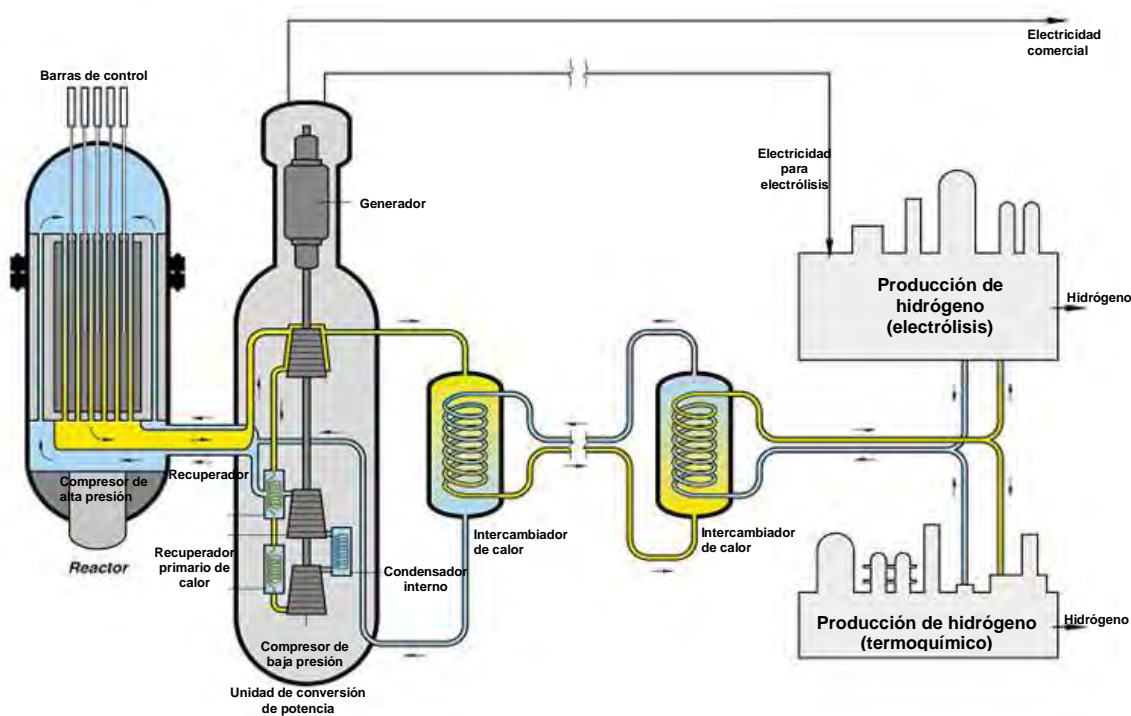 Electricidad
comercial
Barras de control
Electricidad
para
electrólisis
Generador
Producción de
hidrógeno
(electrólisis)
Hidrógeno
Compresor de
alta presión
Recuperador
Reactor
Recuperador
primario de
calor
Condensador
interno
Intercambiador
de calor
Intercambiador
de calor
Compresor de
baja presión
Unidad de conversión
de potencia
Producción de hidrógeno
(termoquímico)
Hidrógeno